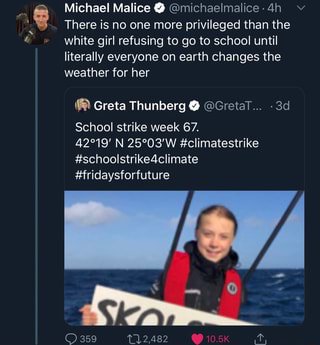 Michael Malice @michaelmalice · 4h
There is no one more privileged than the
white girl refusing to go to school until
literally everyone on earth changes the
weather for her
Greta Thunberg @GretaT... · 3d
School strike week 67.
42°19′ N 25°03′W #climatestrike
#schoolstrike4climate
#fridaysforfuture
SKOL
359 2,482 10.5K